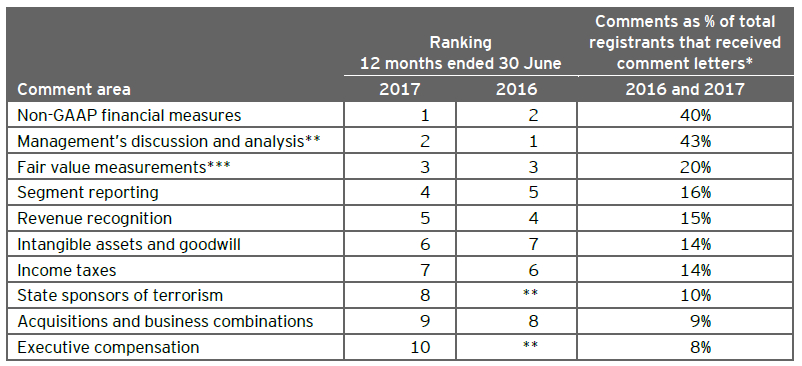 Comment area
Ranking
12 months ended 30 June
Comments as % of total
registrants that received
comment letters*
2017 2016 2016 and 2017
Non-GAAP financial measures 1 2 40%
Management's discussion and analysis** 2 1 43%
Fair value measurements*** 3 3 20%
Segment reporting 4 5 16%
Revenue recognition 5 4 15%
Intangible assets and goodwill 6 7 14%
Income taxes 7 6 14%
State sponsors of terrorism 8 ** 10%
Acquisitions and business combinations 9 8 9%
Executive compensation 10 ** 8%